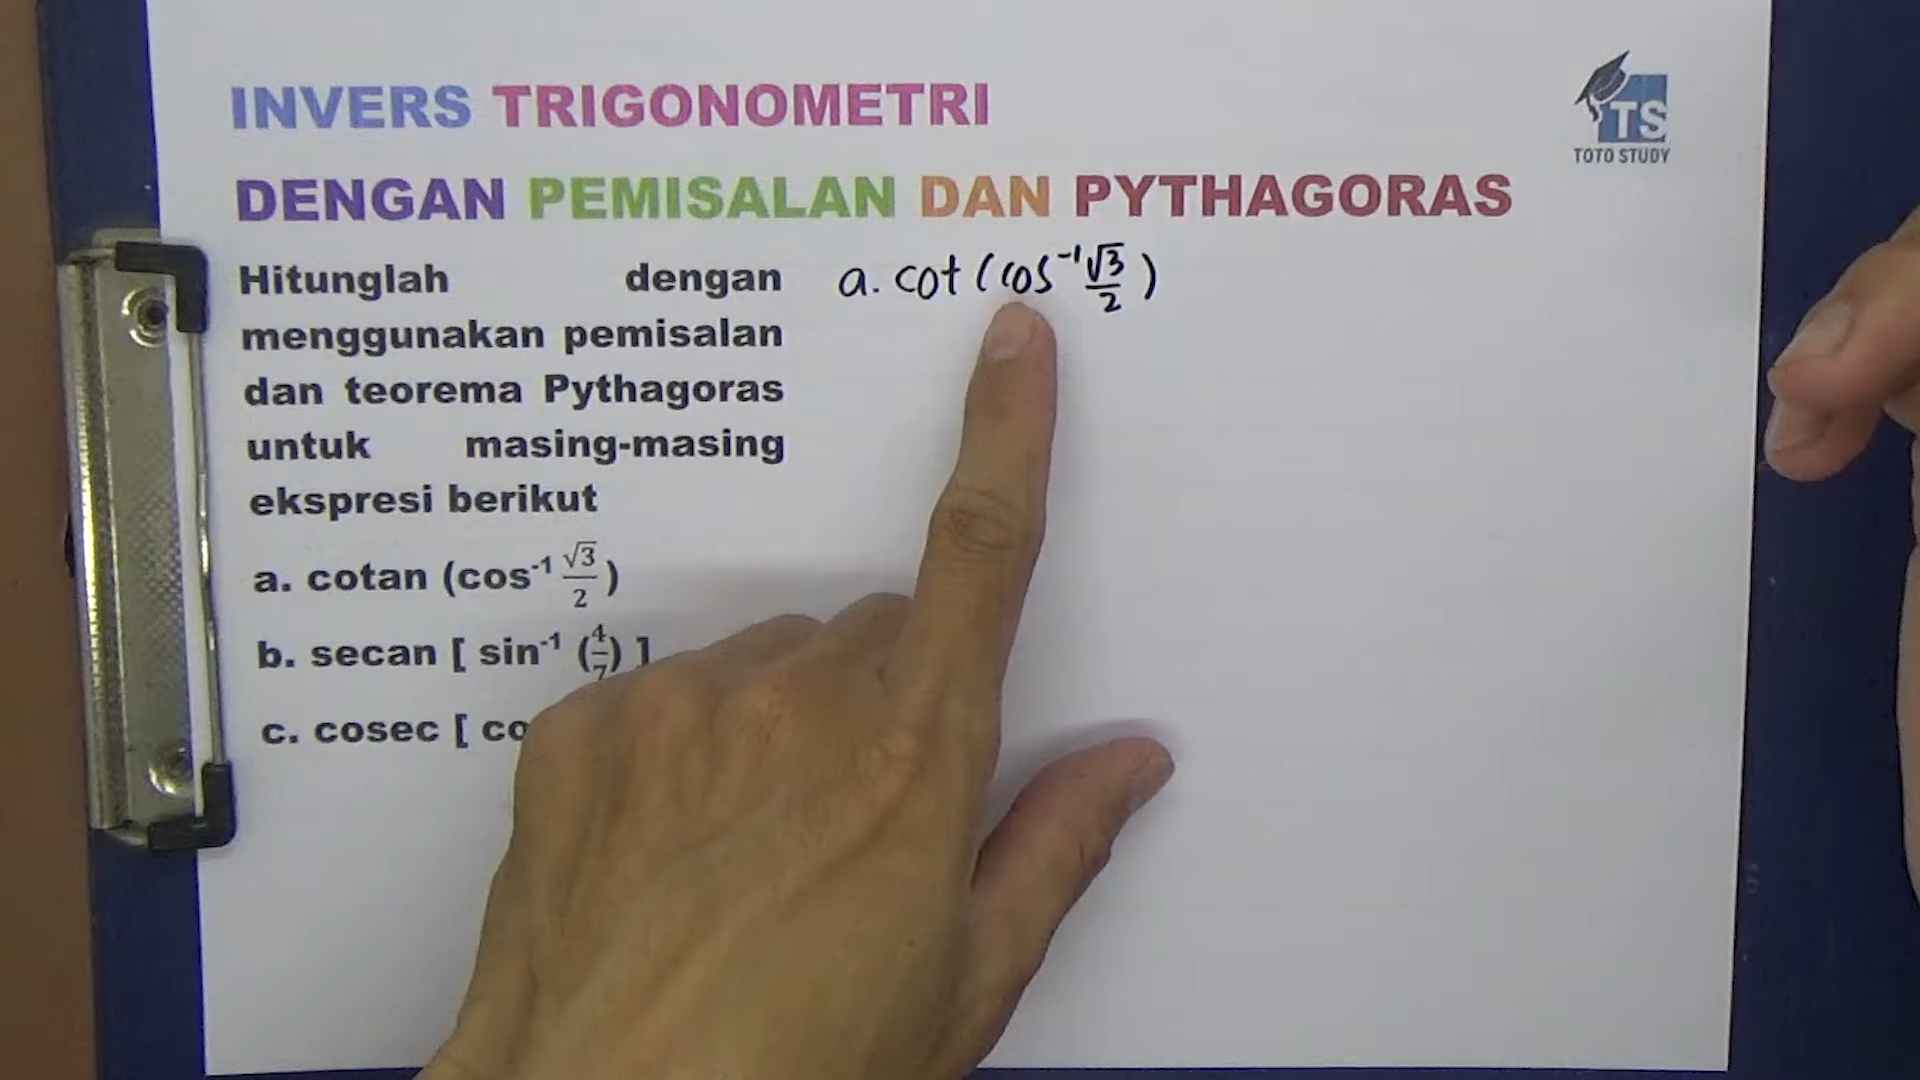 INVERS TRIGONOMETRI
DENGAN PEMISALAN DAN PYTHAGORAS
TS
TOTO STUDY
Hitunglah dengan
menggunakan pemisalan
dan teorema Pythagoras
untuk masing-masing
ekspresi berikut
a. cotan (cos⁻¹ √3/2)
b. secan [ sin⁻¹ (4/7) ]
c. cosec [
a. cot (cos⁻¹ √3/2)